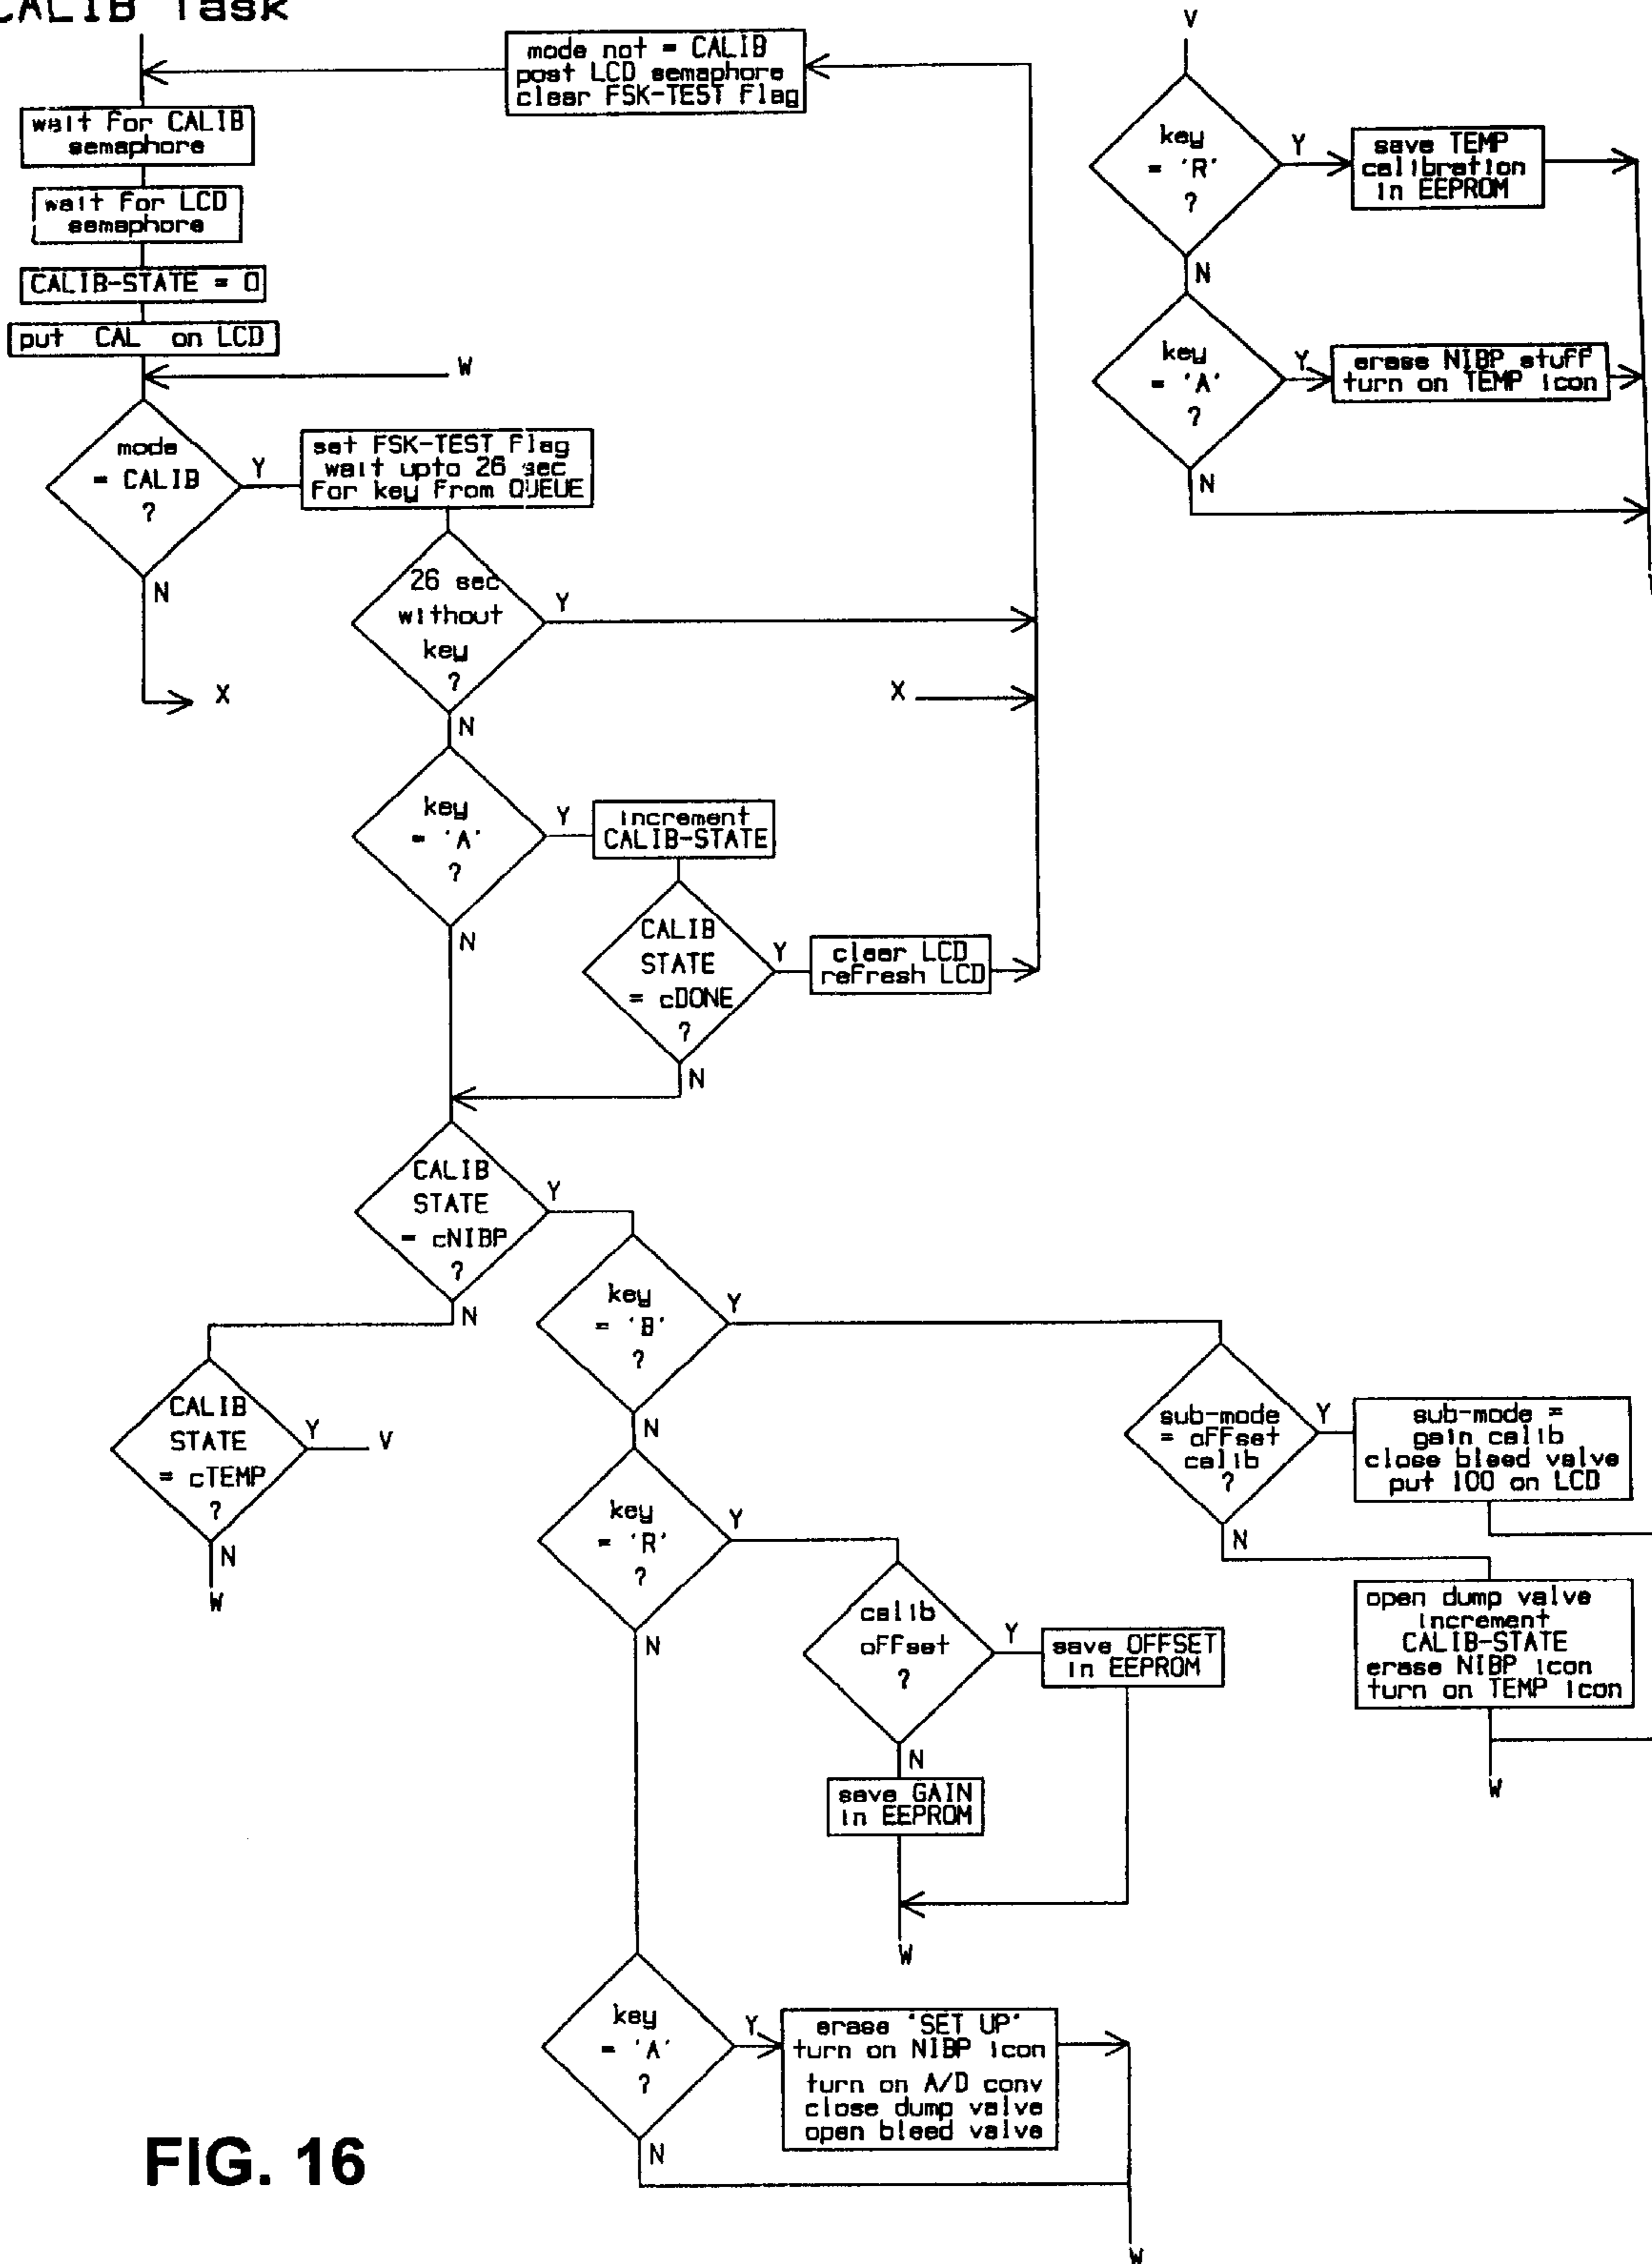 CALIB Task
mode not = CALIB
post LCD semaphore
clear FSK-TEST Flag
wait for CALIB
semaphore
wait for LCD
semaphore
CALIB-STATE = 0
put CAL on LCD
W
mode
= CALIB
?
Y
N
X
set FSK-TEST Flag
wait upto 26 sec
for key from QUEUE
26 sec
without
key
?
Y
N
X
key
= 'A'
?
Y
N
increment
CALIB-STATE
CALIB
STATE
= cDONE
?
Y
N
clear LCD
refresh LCD
CALIB
STATE
= cNIBP
?
Y
N
CALIB
STATE
= cTEMP
?
Y
V
N
W
key
= 'B'
?
Y
N
sub-mode
= offset
calib
?
Y
N
sub-mode =
gain calib
close bleed valve
put 100 on LCD
open dump valve
increment
CALIB-STATE
erase NIBP icon
turn on TEMP icon
W
key
= 'R'
?
Y
N
calib
offset
?
Y
N
save OFFSET
in EEPROM
save GAIN
in EEPROM
W
key
= 'A'
?
Y
N
erase 'SET UP'
turn on NIBP icon
turn on A/D conv
close dump valve
open bleed valve
W
V
key
= 'R'
?
Y
N
save TEMP
calibration
in EEPROM
key
= 'A'
?
Y
N
erase NIBP stuff
turn on TEMP icon
FIG. 16